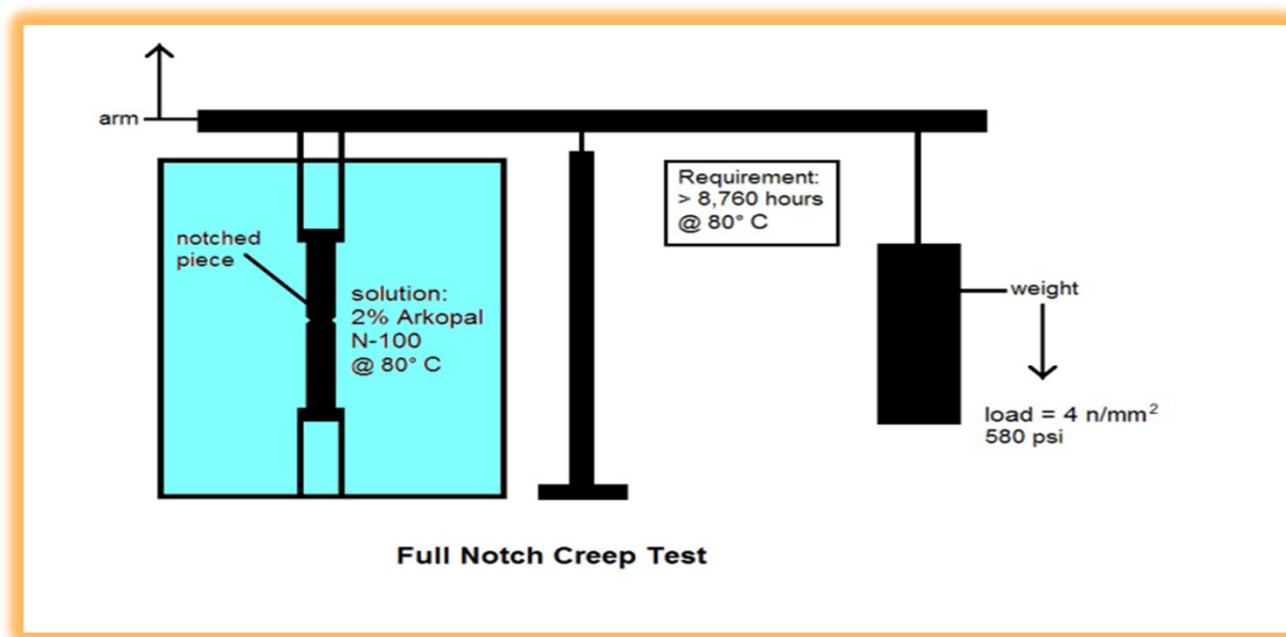 arm
notched
piece
solution:
2% Arkopal
N-100
@ 80° C
Requirement:
> 8,760 hours
@ 80° C
weight
load = 4 n/mm²
580 psi
Full Notch Creep Test